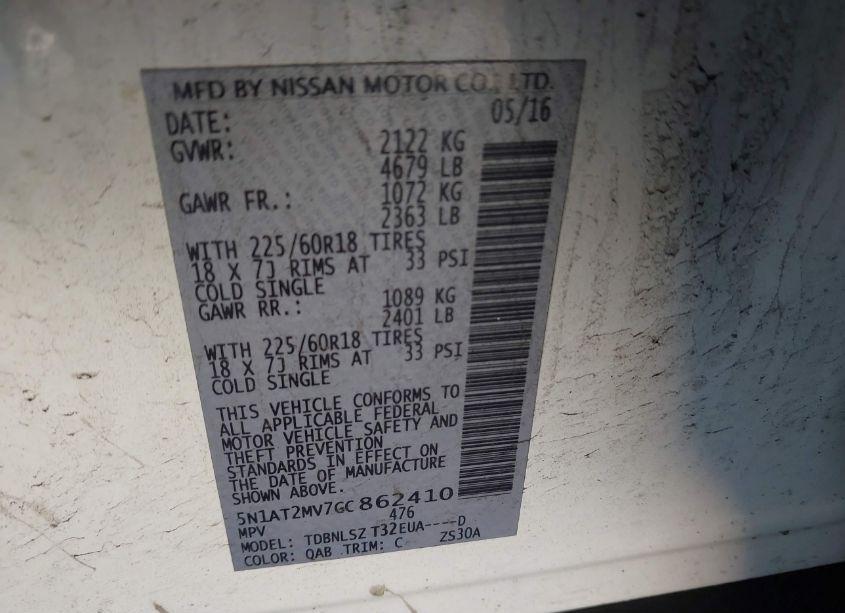 MFD BY NISSAN MOTOR CO., LTD.
DATE: 05/16
GVWR: 2122 KG
4679 LB
GAWR FR.: 1072 KG
2363 LB
WITH 225/60R18 TIRES
18 X 7J RIMS AT 33 PSI
COLD SINGLE
GAWR RR.: 1089 KG
2401 LB
WITH 225/60R18 TIRES
18 X 7J RIMS AT 33 PSI
COLD SINGLE
THIS VEHICLE CONFORMS TO
ALL APPLICABLE FEDERAL
MOTOR VEHICLE SAFETY AND
THEFT PREVENTION
STANDARDS IN EFFECT ON
THE DATE OF MANUFACTURE
SHOWN ABOVE.
5N1AT2MV7GC862410
MPV 476
MODEL: TDBNLSZ T32EUA----D
COLOR: QAB TRIM: C ZS30A